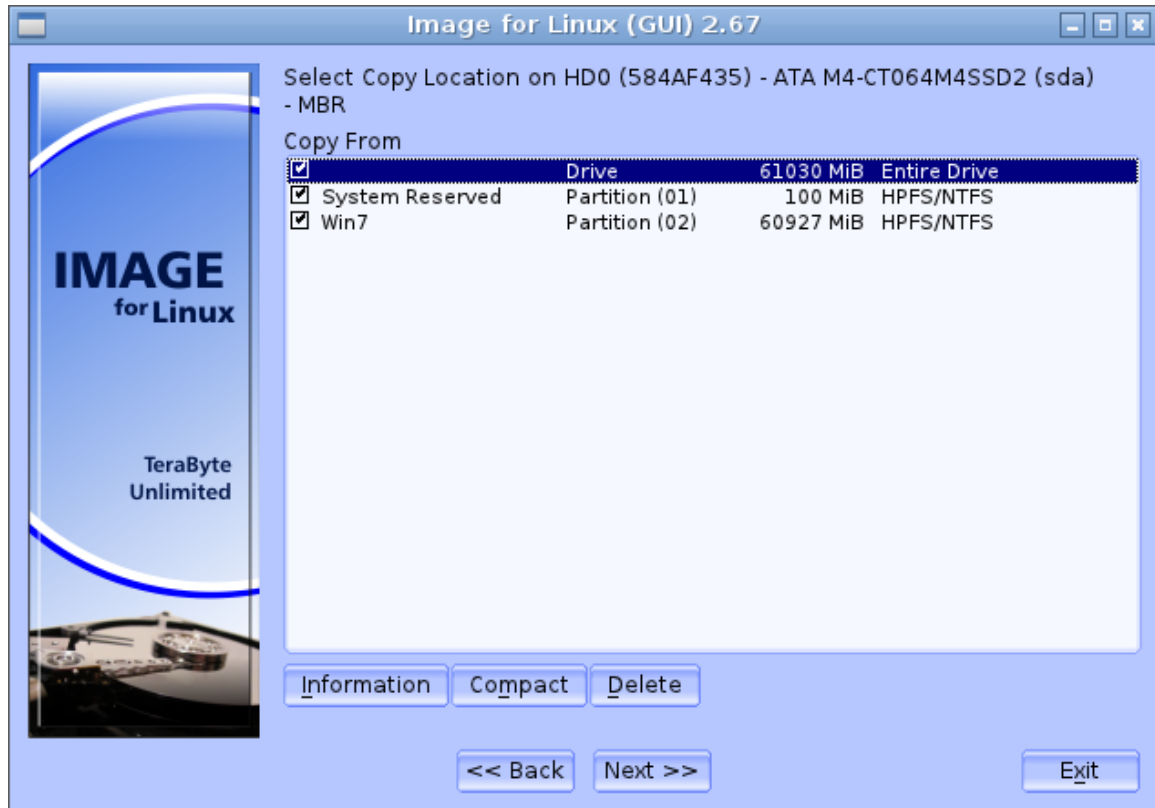 Image for Linux (GUI) 2.67
Select Copy Location on HD0 (584AF435) - ATA M4-CT064M4SSD2 (sda)
- MBR
Copy From
Drive 61030 MiB Entire Drive
System Reserved Partition (01) 100 MiB HPFS/NTFS
Win7 Partition (02) 60927 MiB HPFS/NTFS
IMAGE
for Linux
TeraByte
Unlimited
Information Compact Delete
<< Back Next >> Exit